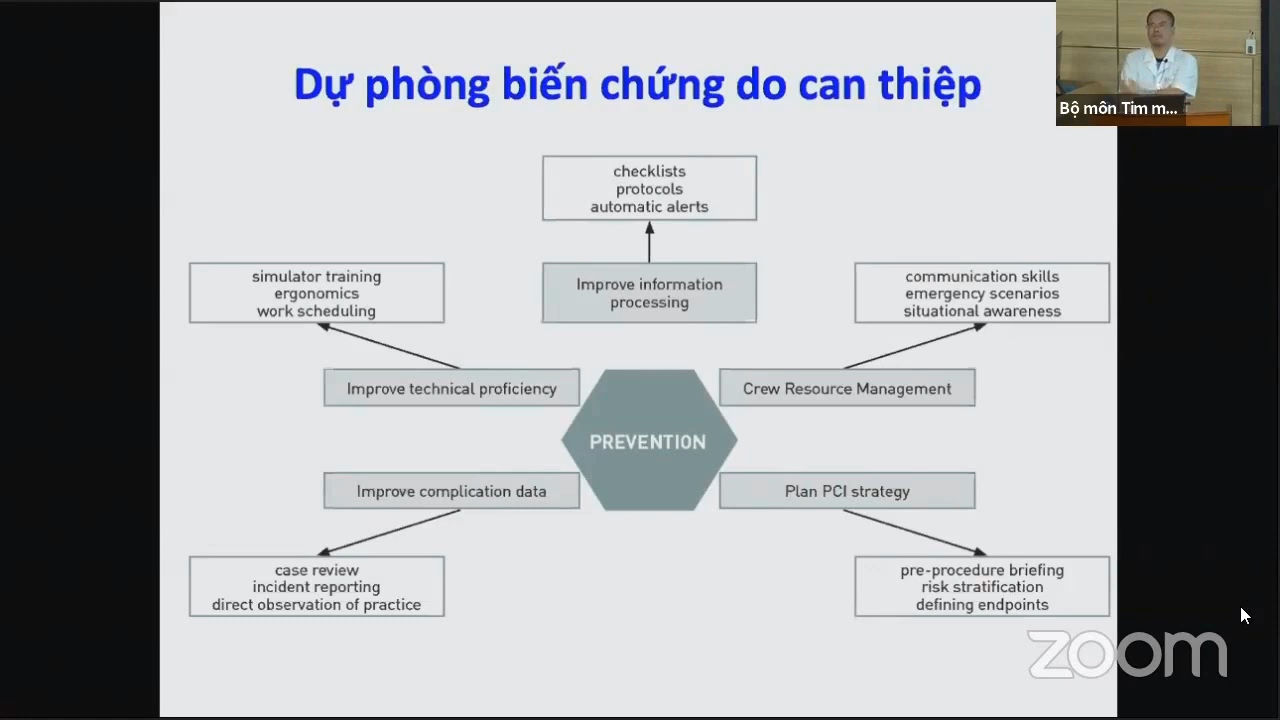 Dự phòng biến chứng do can thiệp
Bộ môn Tim m...
checklists
protocols
automatic alerts
simulator training
ergonomics
work scheduling
Improve information
processing
communication skills
emergency scenarios
situational awareness
Improve technical proficiency
Crew Resource Management
PREVENTION
Improve complication data
Plan PCI strategy
case review
incident reporting
direct observation of practice
pre-procedure briefing
risk stratification
defining endpoints
zoom